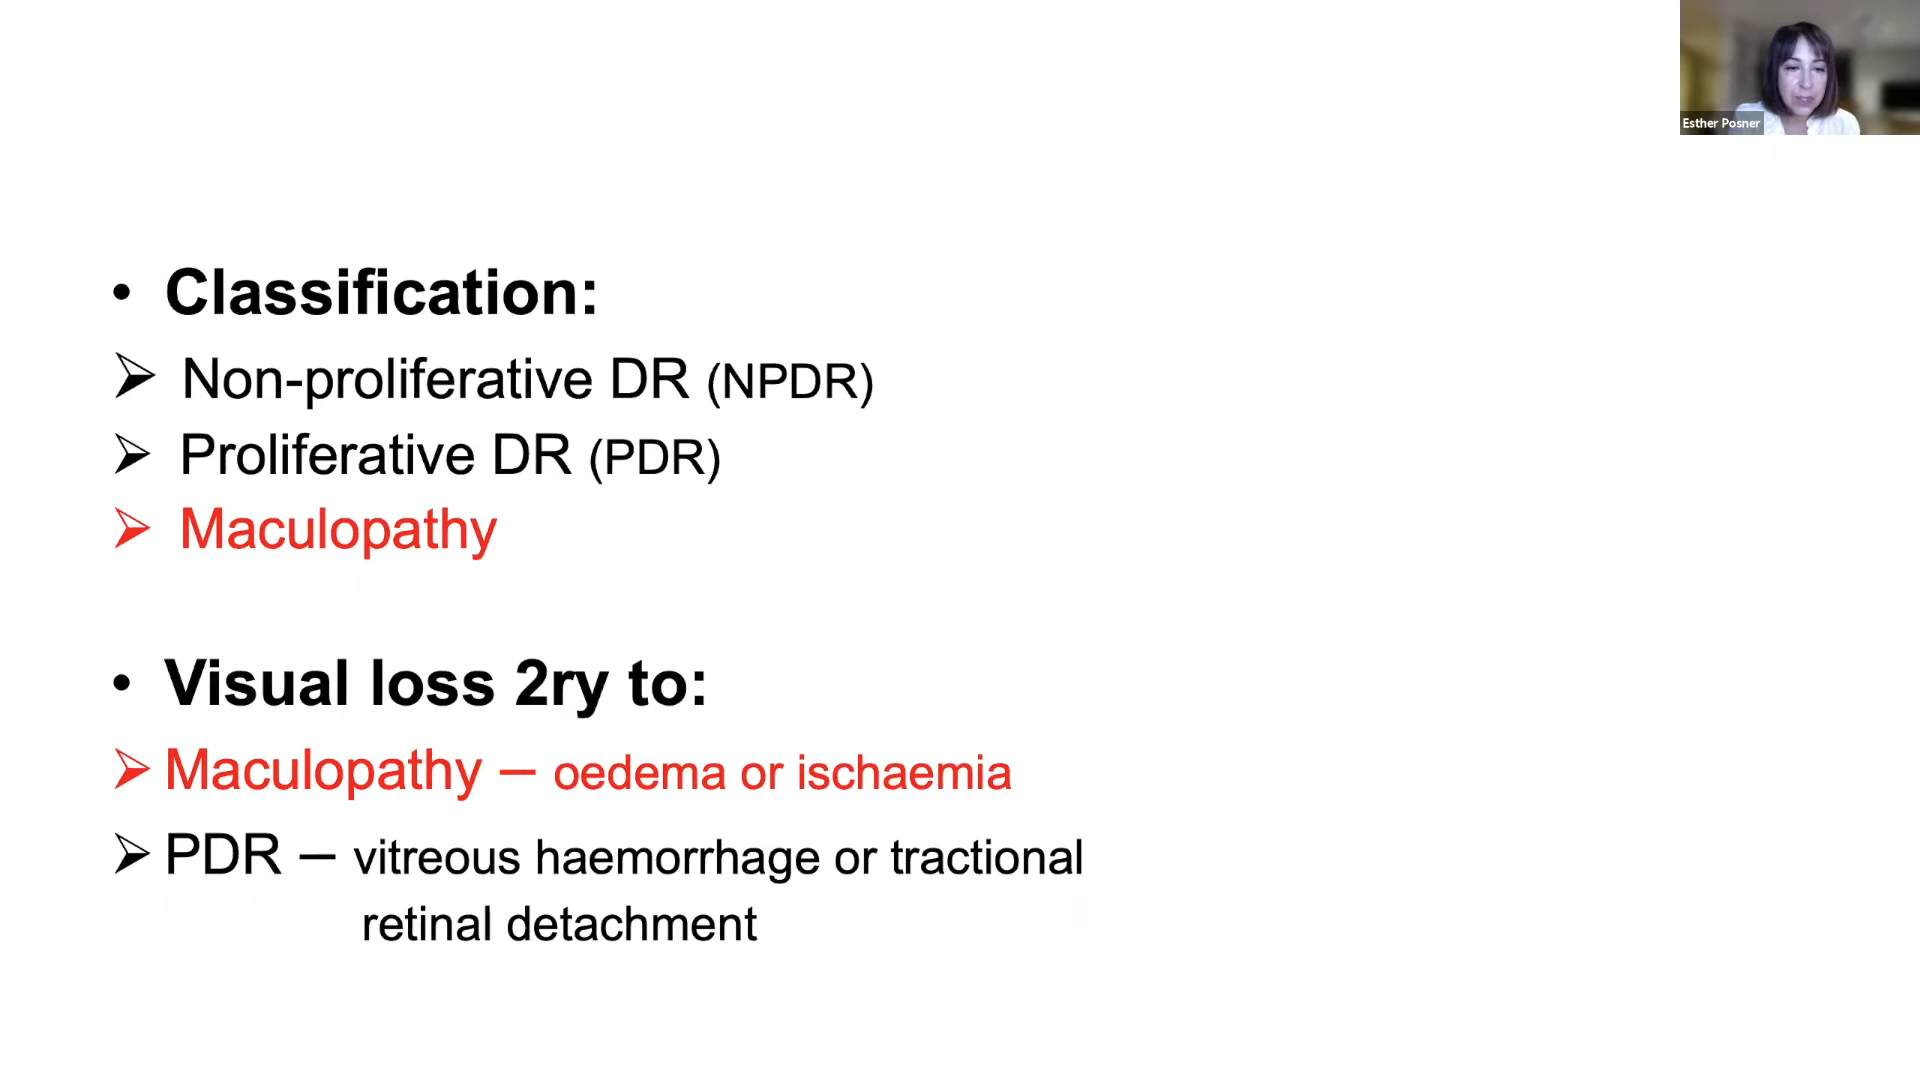 Esther Posner
• Classification:
➢ Non-proliferative DR (NPDR)
➢ Proliferative DR (PDR)
➢ Maculopathy
• Visual loss 2ry to:
➢ Maculopathy – oedema or ischaemia
➢ PDR – vitreous haemorrhage or tractional
retinal detachment